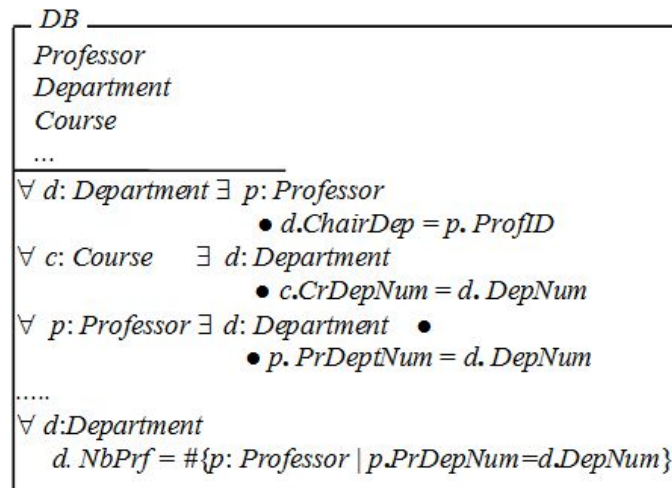 DB
Professor
Department
Course
...
∀ d: Department ∃ p: Professor
● d.ChairDep = p. ProfID
∀ c: Course ∃ d: Department
● c.CrDepNum = d. DepNum
∀ p: Professor ∃ d: Department ●
● p. PrDeptNum = d. DepNum
.....
∀ d:Department
d. NbPrf = #{p: Professor | p.PrDepNum=d.DepNum}